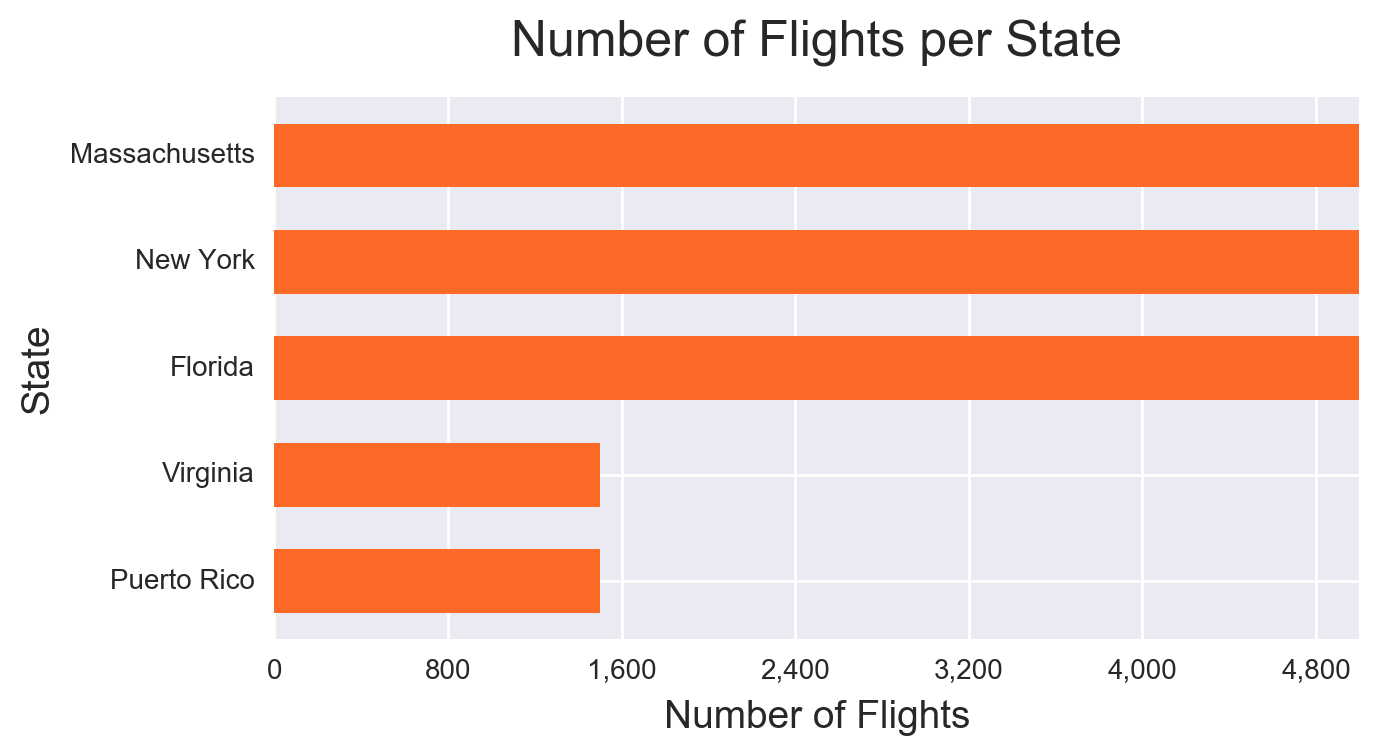 Number of Flights per State
Massachusetts
New York
Florida
Virginia
Puerto Rico
State
0 800 1,600 2,400 3,200 4,000 4,800
Number of Flights